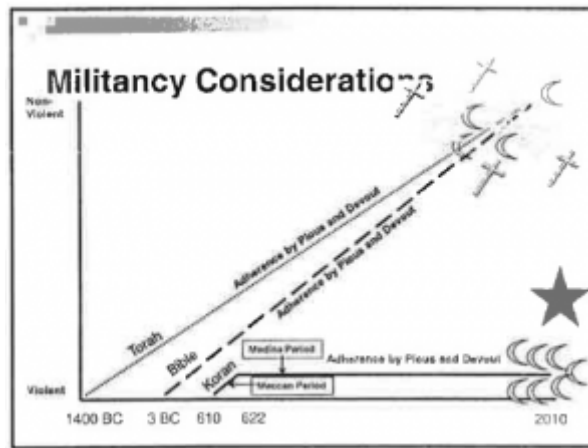 Militancy Considerations
Non-
Violent
Adherence by Pious and Devout
Adherence by Pious and Devout
Torah
Bible
Koran
Medina Period
Adherence by Pious and Devout
Meccan Period
Violent
1400 BC 3 BC 610 622 2010